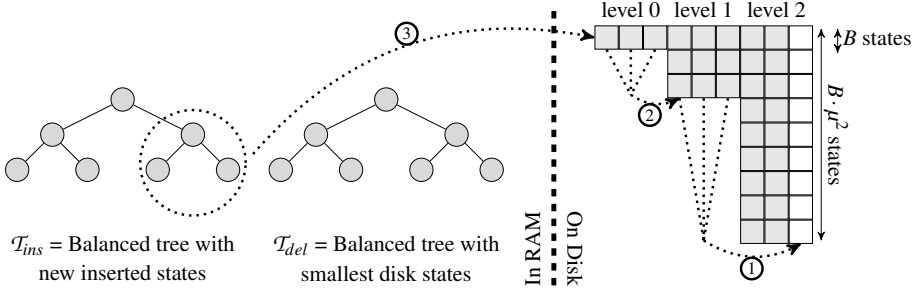 level 0 level 1 level 2
3
B states
2
B · μ² states
In RAM
On Disk
𝒯ins = Balanced tree with
new inserted states
𝒯del = Balanced tree with
smallest disk states
1